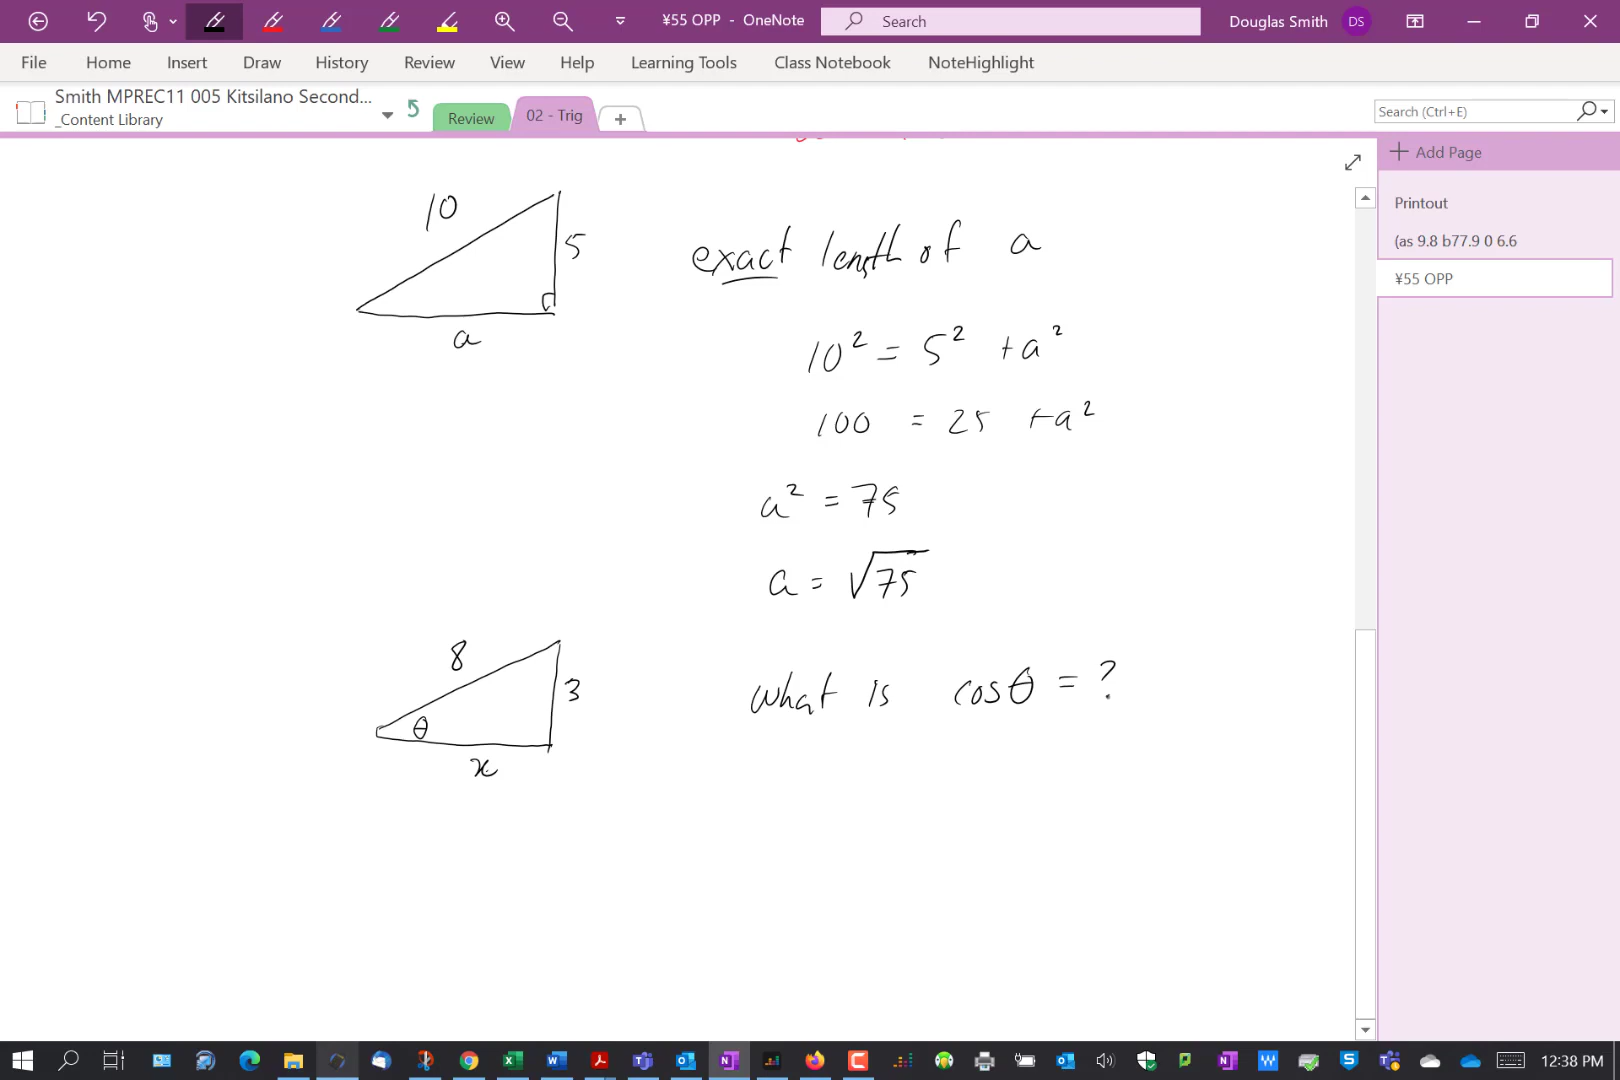 ¥55 OPP - OneNote
Search
Douglas Smith
DS
File
Home
Insert
Draw
History
Review
View
Help
Learning Tools
Class Notebook
NoteHighlight
Smith MPREC11 005 Kitsilano Second...
_Content Library
Review
02 - Trig
Search (Ctrl+E)
Add Page
Printout
(as 9.8 b77.9 0 6.6
¥55 OPP
10
5
a
exact length of a
10² = 5² + a²
100 = 25 + a²
a² = 75
a = √75
8
3
θ
x
what is cosθ = ?
12:38 PM